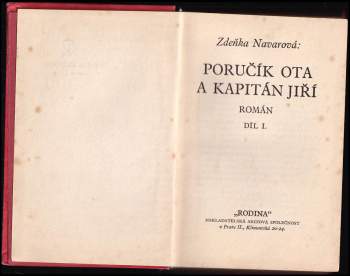 Zdeňka Navarová:
PORUČÍK OTA
A KAPITÁN JIŘÍ
ROMÁN
DÍL I.
„RODINA“
NAKLADATELSKÁ AKCIOVÁ SPOLEČNOST
v Praze II., Klimentská 20-24.